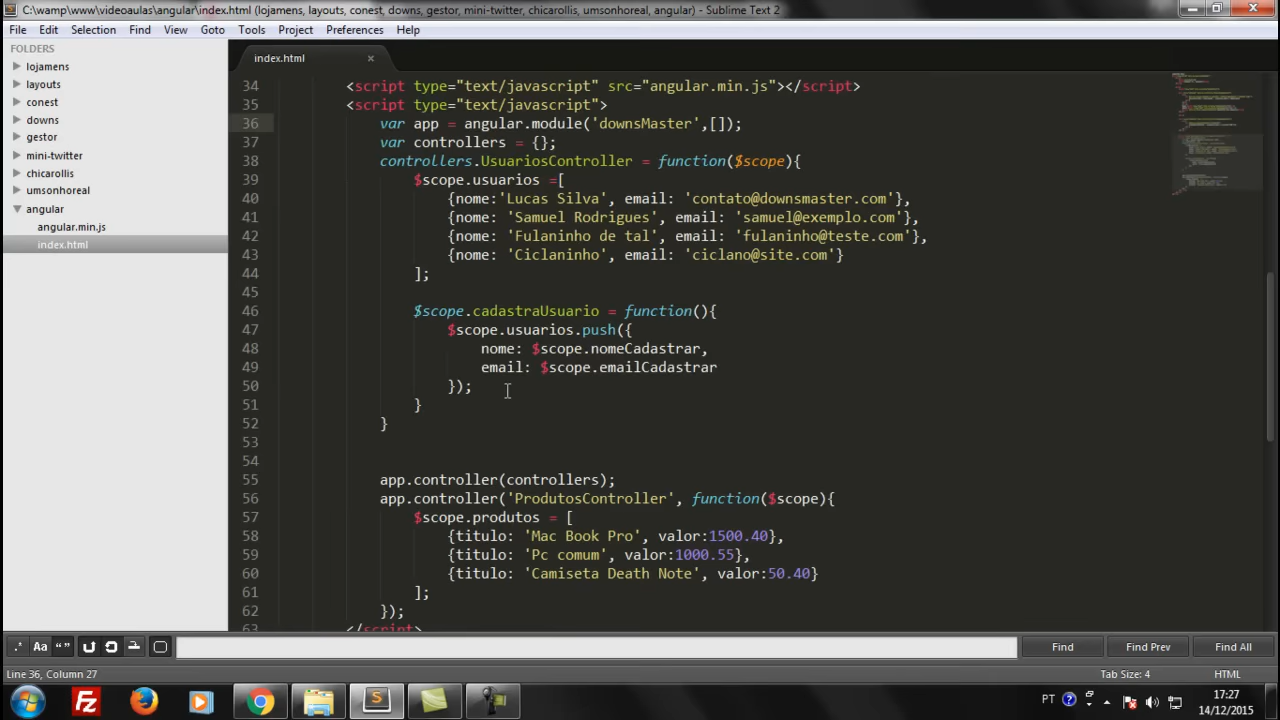 C:\wamp\www\videoaulas\angular\index.html (lojamens, layouts, conest, downs, gestor, mini-twitter, chicarollis, umsonhoreal, angular) - Sublime Text 2
File Edit Selection Find View Goto Tools Project Preferences Help
FOLDERS
lojamens
layouts
conest
downs
gestor
mini-twitter
chicarollis
umsonhoreal
angular
angular.min.js
index.html
index.html ×
34 <script type="text/javascript" src="angular.min.js"></script>
35 <script type="text/javascript">
36 var app = angular.module('downsMaster',[]);
37 var controllers = {};
38 controllers.UsuariosController = function($scope){
39 $scope.usuarios =[
40 {nome:'Lucas Silva', email: 'contato@downsmaster.com'},
41 {nome: 'Samuel Rodrigues', email: 'samuel@exemplo.com'},
42 {nome: 'Fulaninho de tal', email: 'fulaninho@teste.com'},
43 {nome: 'Ciclaninho', email: 'ciclano@site.com'}
44 ];
45
46 $scope.cadastraUsuario = function(){
47 $scope.usuarios.push({
48 nome: $scope.nomeCadastrar,
49 email: $scope.emailCadastrar
50 });
51 }
52 }
53
54
55 app.controller(controllers);
56 app.controller('ProdutosController', function($scope){
57 $scope.produtos = [
58 {titulo: 'Mac Book Pro', valor:1500.40},
59 {titulo: 'Pc comum', valor:1000.55},
60 {titulo: 'Camiseta Death Note', valor:50.40}
61 ];
62 });
63 </script>
.* Aa “” Find Find Prev Find All
Line 36, Column 27 Tab Size: 4 HTML
PT 17:27
14/12/2015